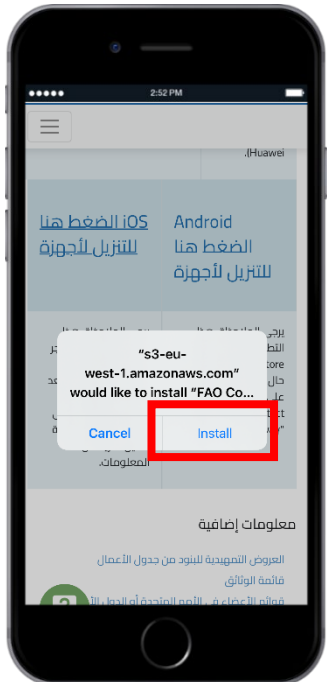 2:52 PM
(Huawei.
Android
الضغط هنا
للتنزيل لأجهزة
iOS الضغط هنا
للتنزيل لأجهزة
"s3-eu-
west-1.amazonaws.com"
would like to install "FAO Co...
Cancel
Install
المعلومات.
معلومات إضافية
العروض التمهيدية للبنود من جدول الأعمال
قائمة الوثائق